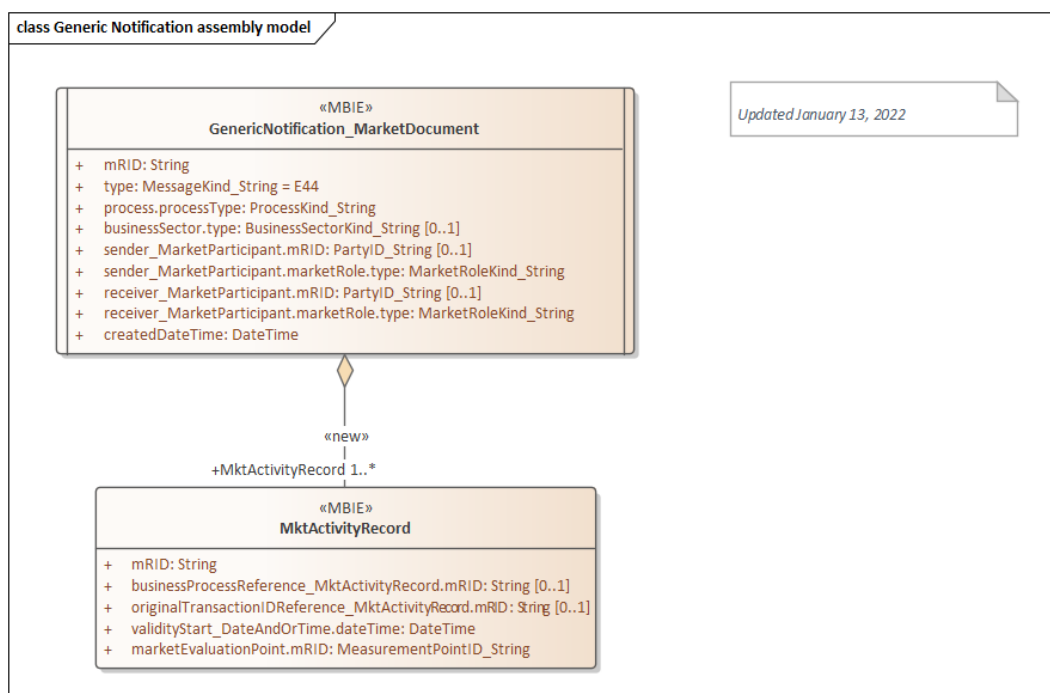 class Generic Notification assembly model
«MBIE»
GenericNotification_MarketDocument
+ mRID: String
+ type: MessageKind_String = E44
+ process.processType: ProcessKind_String
+ businessSector.type: BusinessSectorKind_String [0..1]
+ sender_MarketParticipant.mRID: PartyID_String [0..1]
+ sender_MarketParticipant.marketRole.type: MarketRoleKind_String
+ receiver_MarketParticipant.mRID: PartyID_String [0..1]
+ receiver_MarketParticipant.marketRole.type: MarketRoleKind_String
+ createdDateTime: DateTime
Updated January 13, 2022
«new»
+MktActivityRecord 1..*
«MBIE»
MktActivityRecord
+ mRID: String
+ businessProcessReference_MktActivityRecord.mRID: String [0..1]
+ originalTransactionIDReference_MktActivityRecord.mRID: String [0..1]
+ validityStart_DateAndOrTime.dateTime: DateTime
+ marketEvaluationPoint.mRID: MeasurementPointID_String